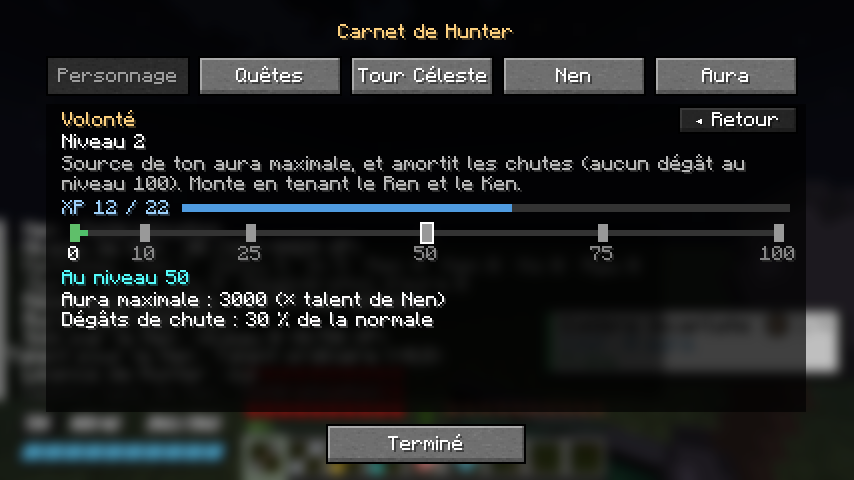 Carnet de Hunter
Personnage
Quêtes
Tour Céleste
Nen
Aura
Volonté
◂ Retour
Niveau 2
Source de ton aura maximale, et amortit les chutes (aucun dégât au
niveau 100). Monte en tenant le Ren et le Ken.
XP 12 / 22
0 10 25 50 75 100
Au niveau 50
Aura maximale : 3000 (x talent de Nen)
Dégâts de chute : 30 % de la normale
Terminé